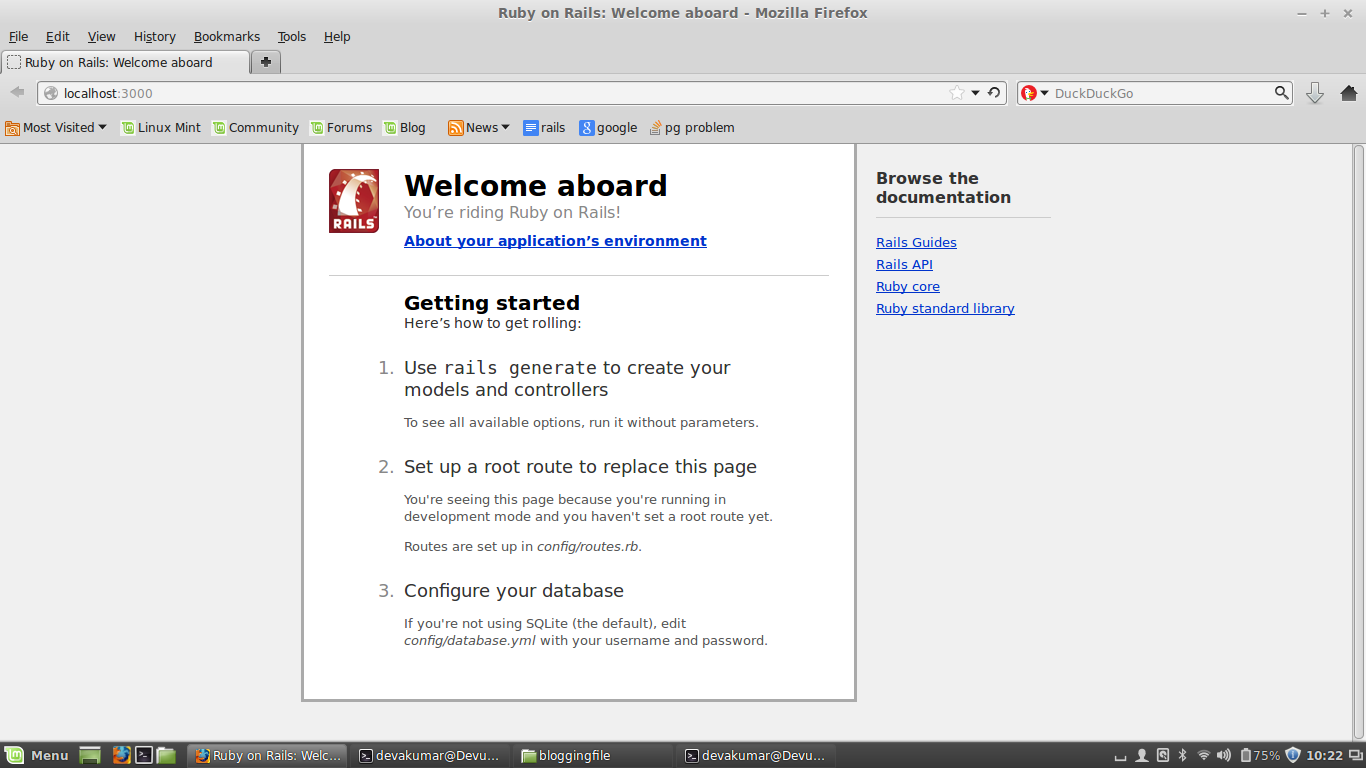 Ruby on Rails: Welcome aboard - Mozilla Firefox
File Edit View History Bookmarks Tools Help
Ruby on Rails: Welcome aboard
localhost:3000
DuckDuckGo
Most Visited Linux Mint Community Forums Blog News rails google pg problem
RAILS
Welcome aboard
You’re riding Ruby on Rails!
About your application’s environment
Getting started
Here’s how to get rolling:
1. Use rails generate to create your
models and controllers
To see all available options, run it without parameters.
2. Set up a root route to replace this page
You're seeing this page because you're running in
development mode and you haven't set a root route yet.
Routes are set up in config/routes.rb.
3. Configure your database
If you're not using SQLite (the default), edit
config/database.yml with your username and password.
Browse the
documentation
Rails Guides
Rails API
Ruby core
Ruby standard library
Menu Ruby on Rails: Welc... devakumar@Devu... bloggingfile devakumar@Devu... 75% 10:22